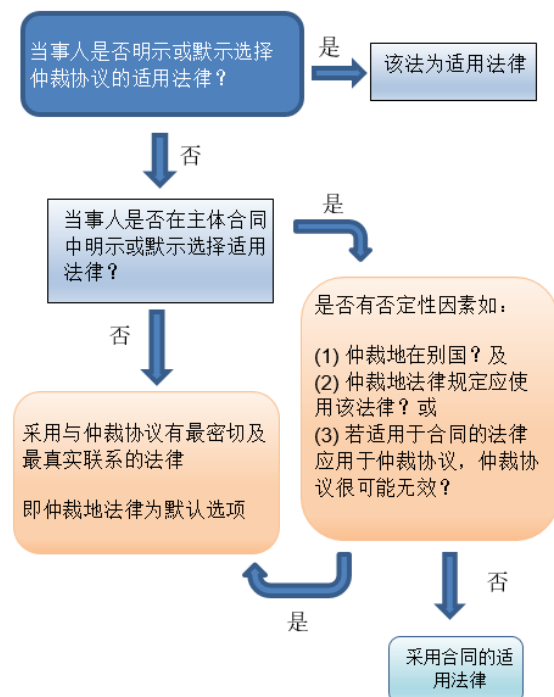 当事人是否明示或默示选择
仲裁协议的适用法律？
是
该法为适用法律
否
当事人是否在主体合同
中明示或默示选择适用
法律？
是
否
是否有否定性因素如：
(1) 仲裁地在别国？及
(2) 仲裁地法律规定应使
用该法律？或
(3) 若适用于合同的法律
应用于仲裁协议，仲裁协
议很可能无效？
采用与仲裁协议有最密切及
最真实联系的法律
即仲裁地法律为默认选项
是
否
采用合同的适
用法律